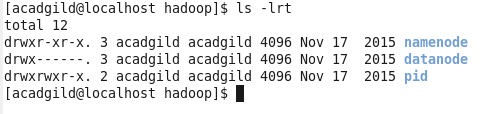 [acadgild@localhost hadoop]$ ls -lrt
total 12
drwxr-xr-x. 3 acadgild acadgild 4096 Nov 17  2015 namenode
drwx------. 3 acadgild acadgild 4096 Nov 17  2015 datanode
drwxrwxr-x. 2 acadgild acadgild 4096 Nov 17  2015 pid
[acadgild@localhost hadoop]$